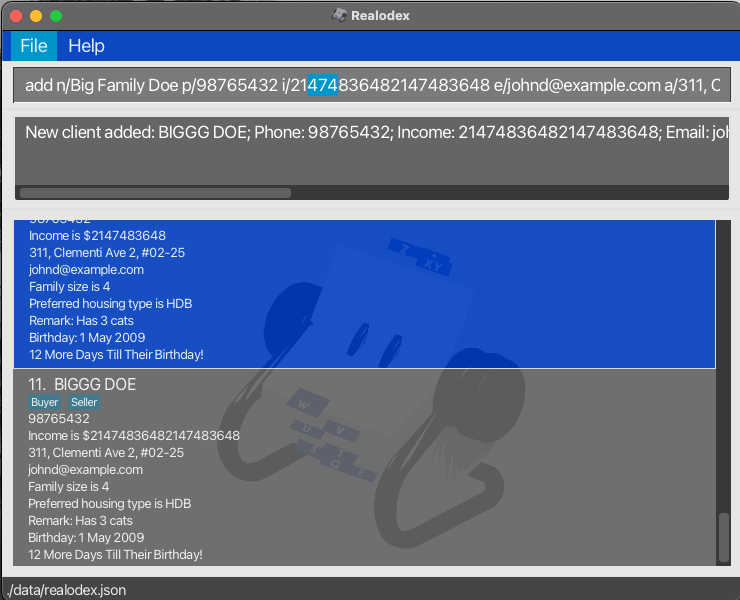 Realodex
File Help
add n/Big Family Doe p/98765432 i/21474836482147483648 e/johnd@example.com a/311, C
New client added: BIGGG DOE; Phone: 98765432; Income: 21474836482147483648; Email: joh
98765432
Income is $2147483648
311, Clementi Ave 2, #02-25
johnd@example.com
Family size is 4
Preferred housing type is HDB
Remark: Has 3 cats
Birthday: 1 May 2009
12 More Days Till Their Birthday!
11. BIGGG DOE
Buyer Seller
98765432
Income is $21474836482147483648
311, Clementi Ave 2, #02-25
johnd@example.com
Family size is 4
Preferred housing type is HDB
Remark: Has 3 cats
Birthday: 1 May 2009
12 More Days Till Their Birthday!
Z
XY
W
V
U
T
S
Q
R
./data/realodex.json